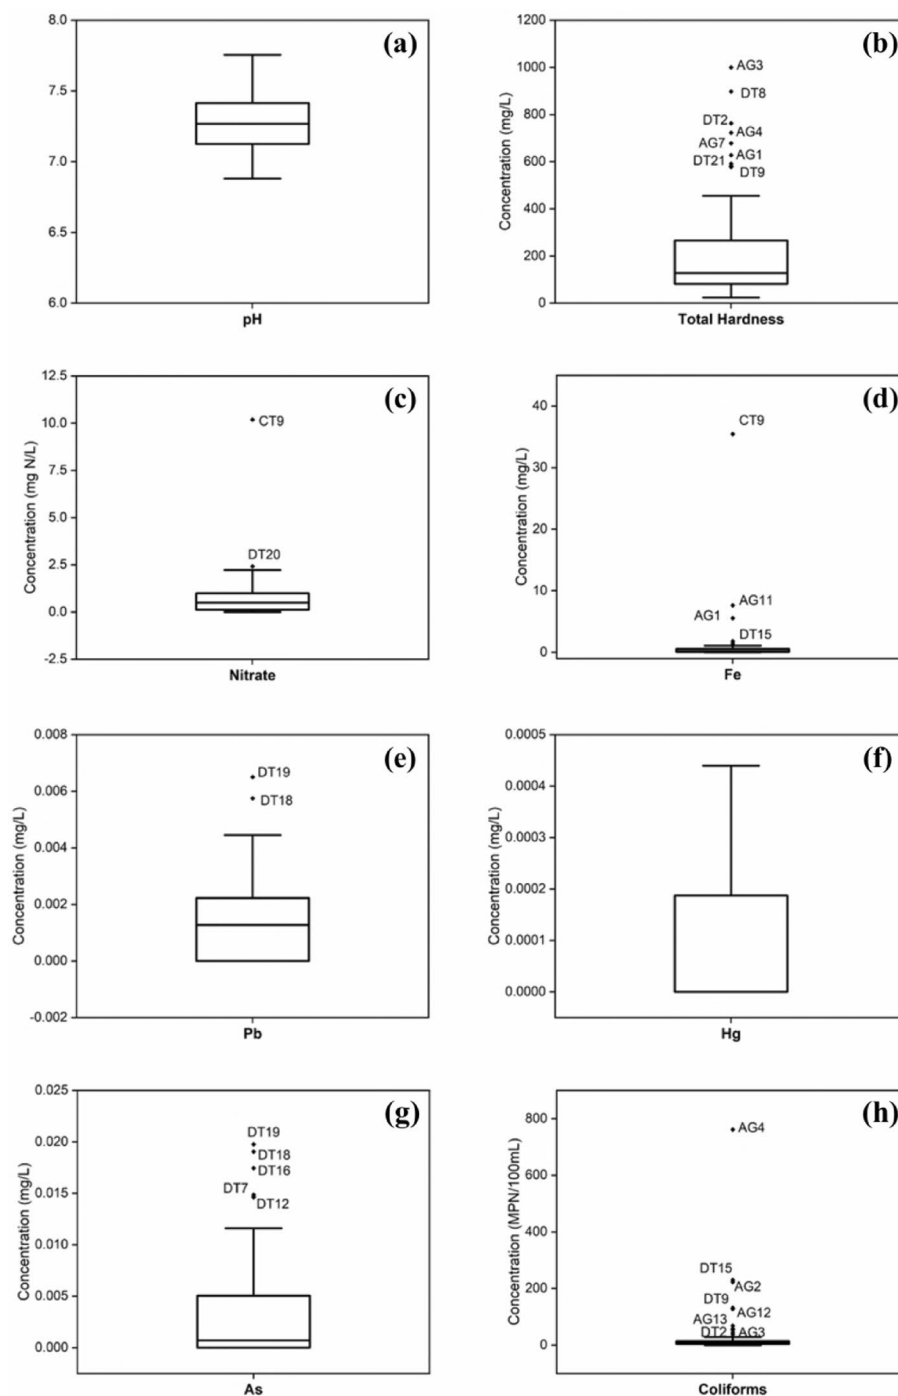 (a)
8.0
7.5
7.0
6.5
6.0
pH
(b)
Concentration (mg/L)
1200
1000
800
600
400
200
0
AG3
DT8
DT2
AG4
AG7
AG1
DT21
DT9
Total Hardness
(c)
Concentration (mg N/L)
12.5
10.0
7.5
5.0
2.5
0.0
-2.5
CT9
DT20
Nitrate
(d)
Concentration (mg/L)
40
30
20
10
0
CT9
AG11
AG1
DT15
Fe
(e)
Concentration (mg/L)
0.008
0.006
0.004
0.002
0.000
-0.002
DT19
DT18
Pb
(f)
Concentration (mg/L)
0.0005
0.0004
0.0003
0.0002
0.0001
0.0000
Hg
(g)
Concentration (mg/L)
0.025
0.020
0.015
0.010
0.005
0.000
DT19
DT18
DT16
DT7
DT12
As
(h)
Concentration (MPN/100mL)
800
600
400
200
0
AG4
DT15
AG2
DT9
AG12
AG13
DT2
AG3
Coliforms